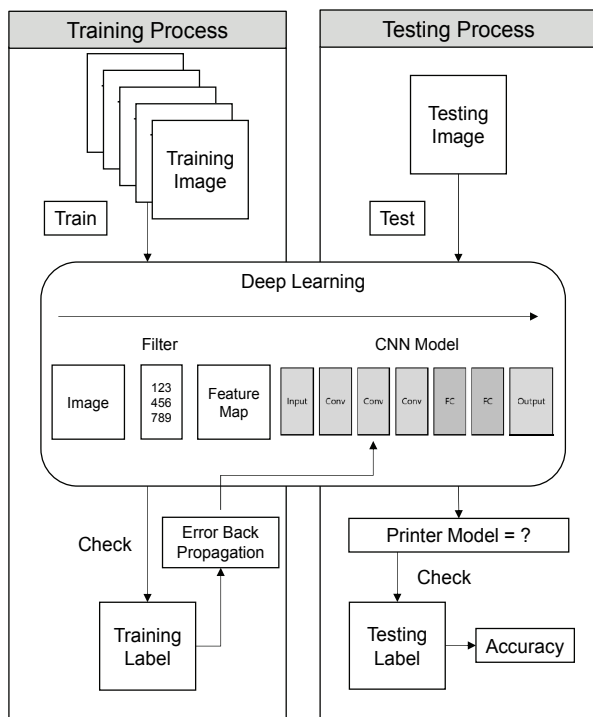 Training Process
Testing Process
Training
Image
Testing
Image
Train
Test
Deep Learning
Filter
CNN Model
Image
123
456
789
Feature
Map
Input
Conv
Conv
Conv
FC
FC
Output
Check
Error Back
Propagation
Printer Model = ?
Check
Training
Label
Testing
Label
Accuracy